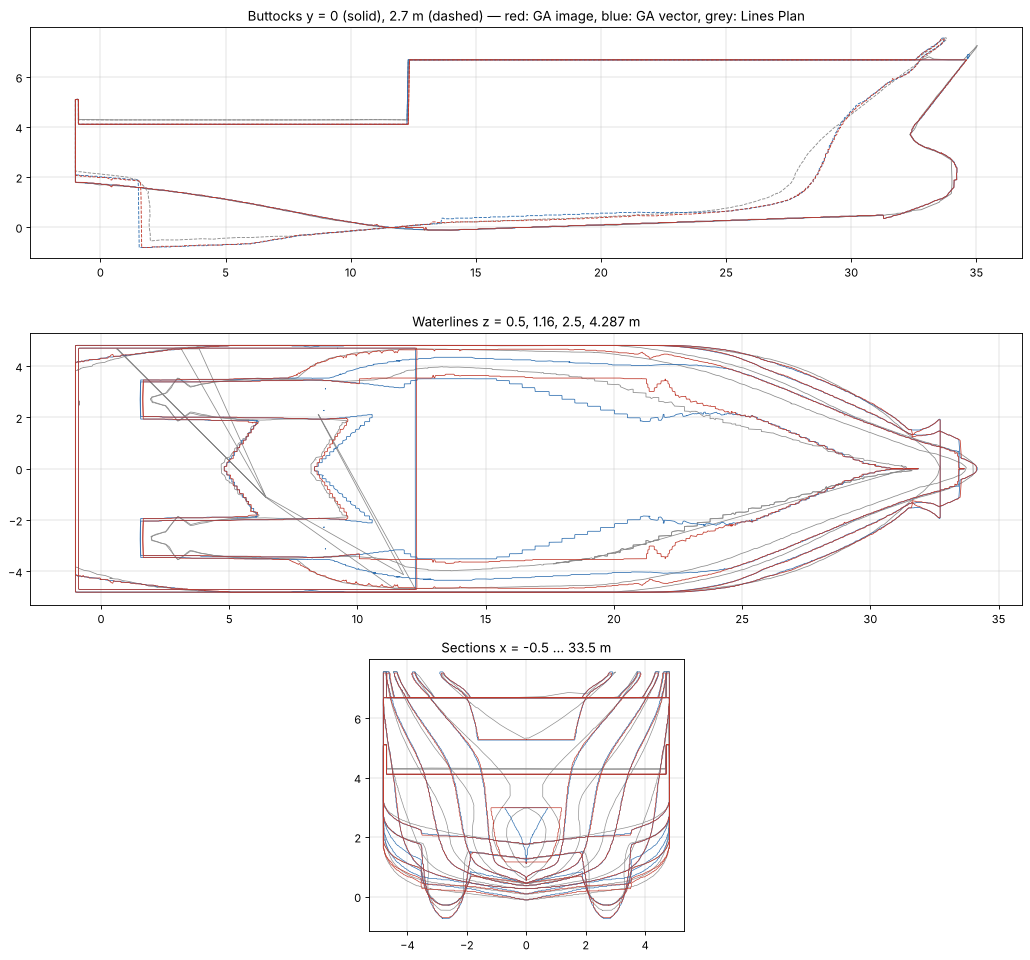 Buttocks y = 0 (solid), 2.7 m (dashed) — red: GA image, blue: GA vector, grey: Lines Plan
6
4
2
0
0 5 10 15 20 25 30 35
Waterlines z = 0.5, 1.16, 2.5, 4.287 m
4
2
0
−2
−4
0 5 10 15 20 25 30 35
Sections x = -0.5 ... 33.5 m
6
4
2
0
−4 −2 0 2 4